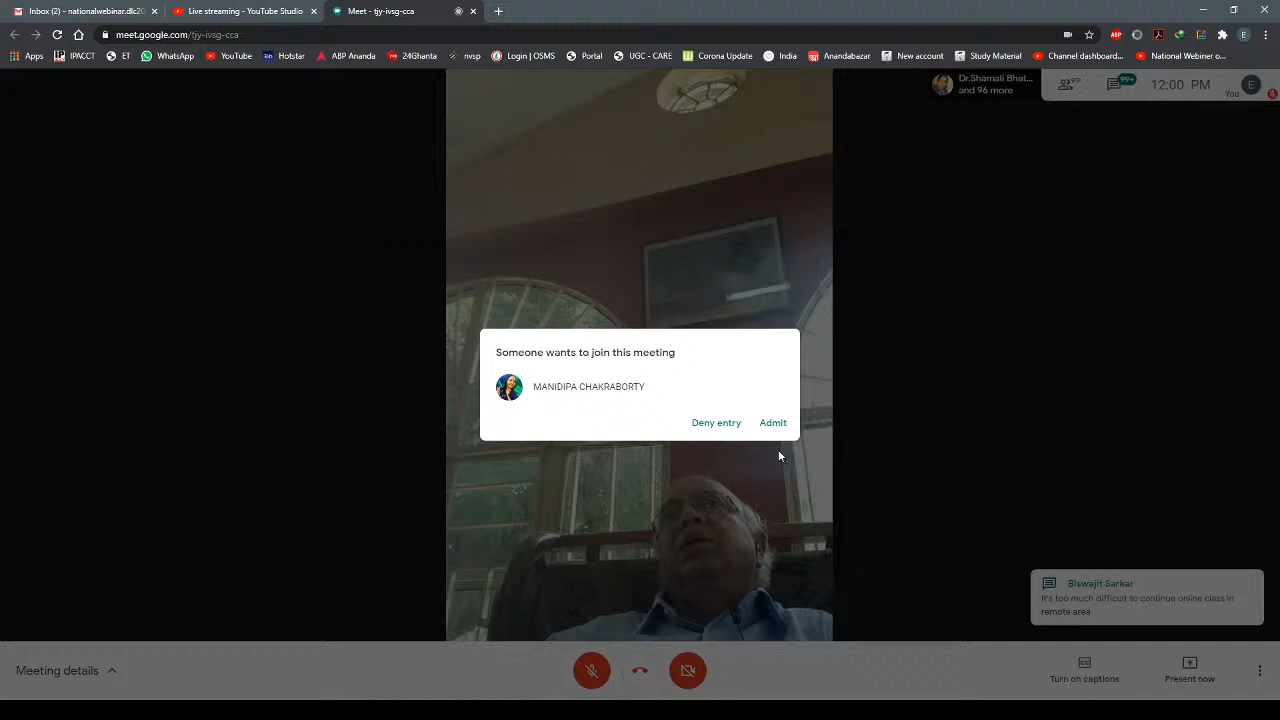 Inbox (2) - nationalwebinar.dlc20
Live streaming - YouTube Studio
Meet - tjy-ivsg-cca
meet.google.com/tjy-ivsg-cca
Apps
IPACCT
ET
WhatsApp
YouTube
Hotstar
ABP Ananda
24Ghanta
nvsp
Login | OSMS
Portal
UGC - CARE
Corona Update
India
Anandabazar
New account
Study Material
Channel dashboard...
National Webinar o...
Dr.Shamali Bhat...
and 96 more
99+
12:00 PM
You
E
Someone wants to join this meeting
MANIDIPA CHAKRABORTY
Deny entry
Admit
Biswajit Sarkar
It's too much difficult to continue online class in
remote area
Meeting details
Turn on captions
Present now